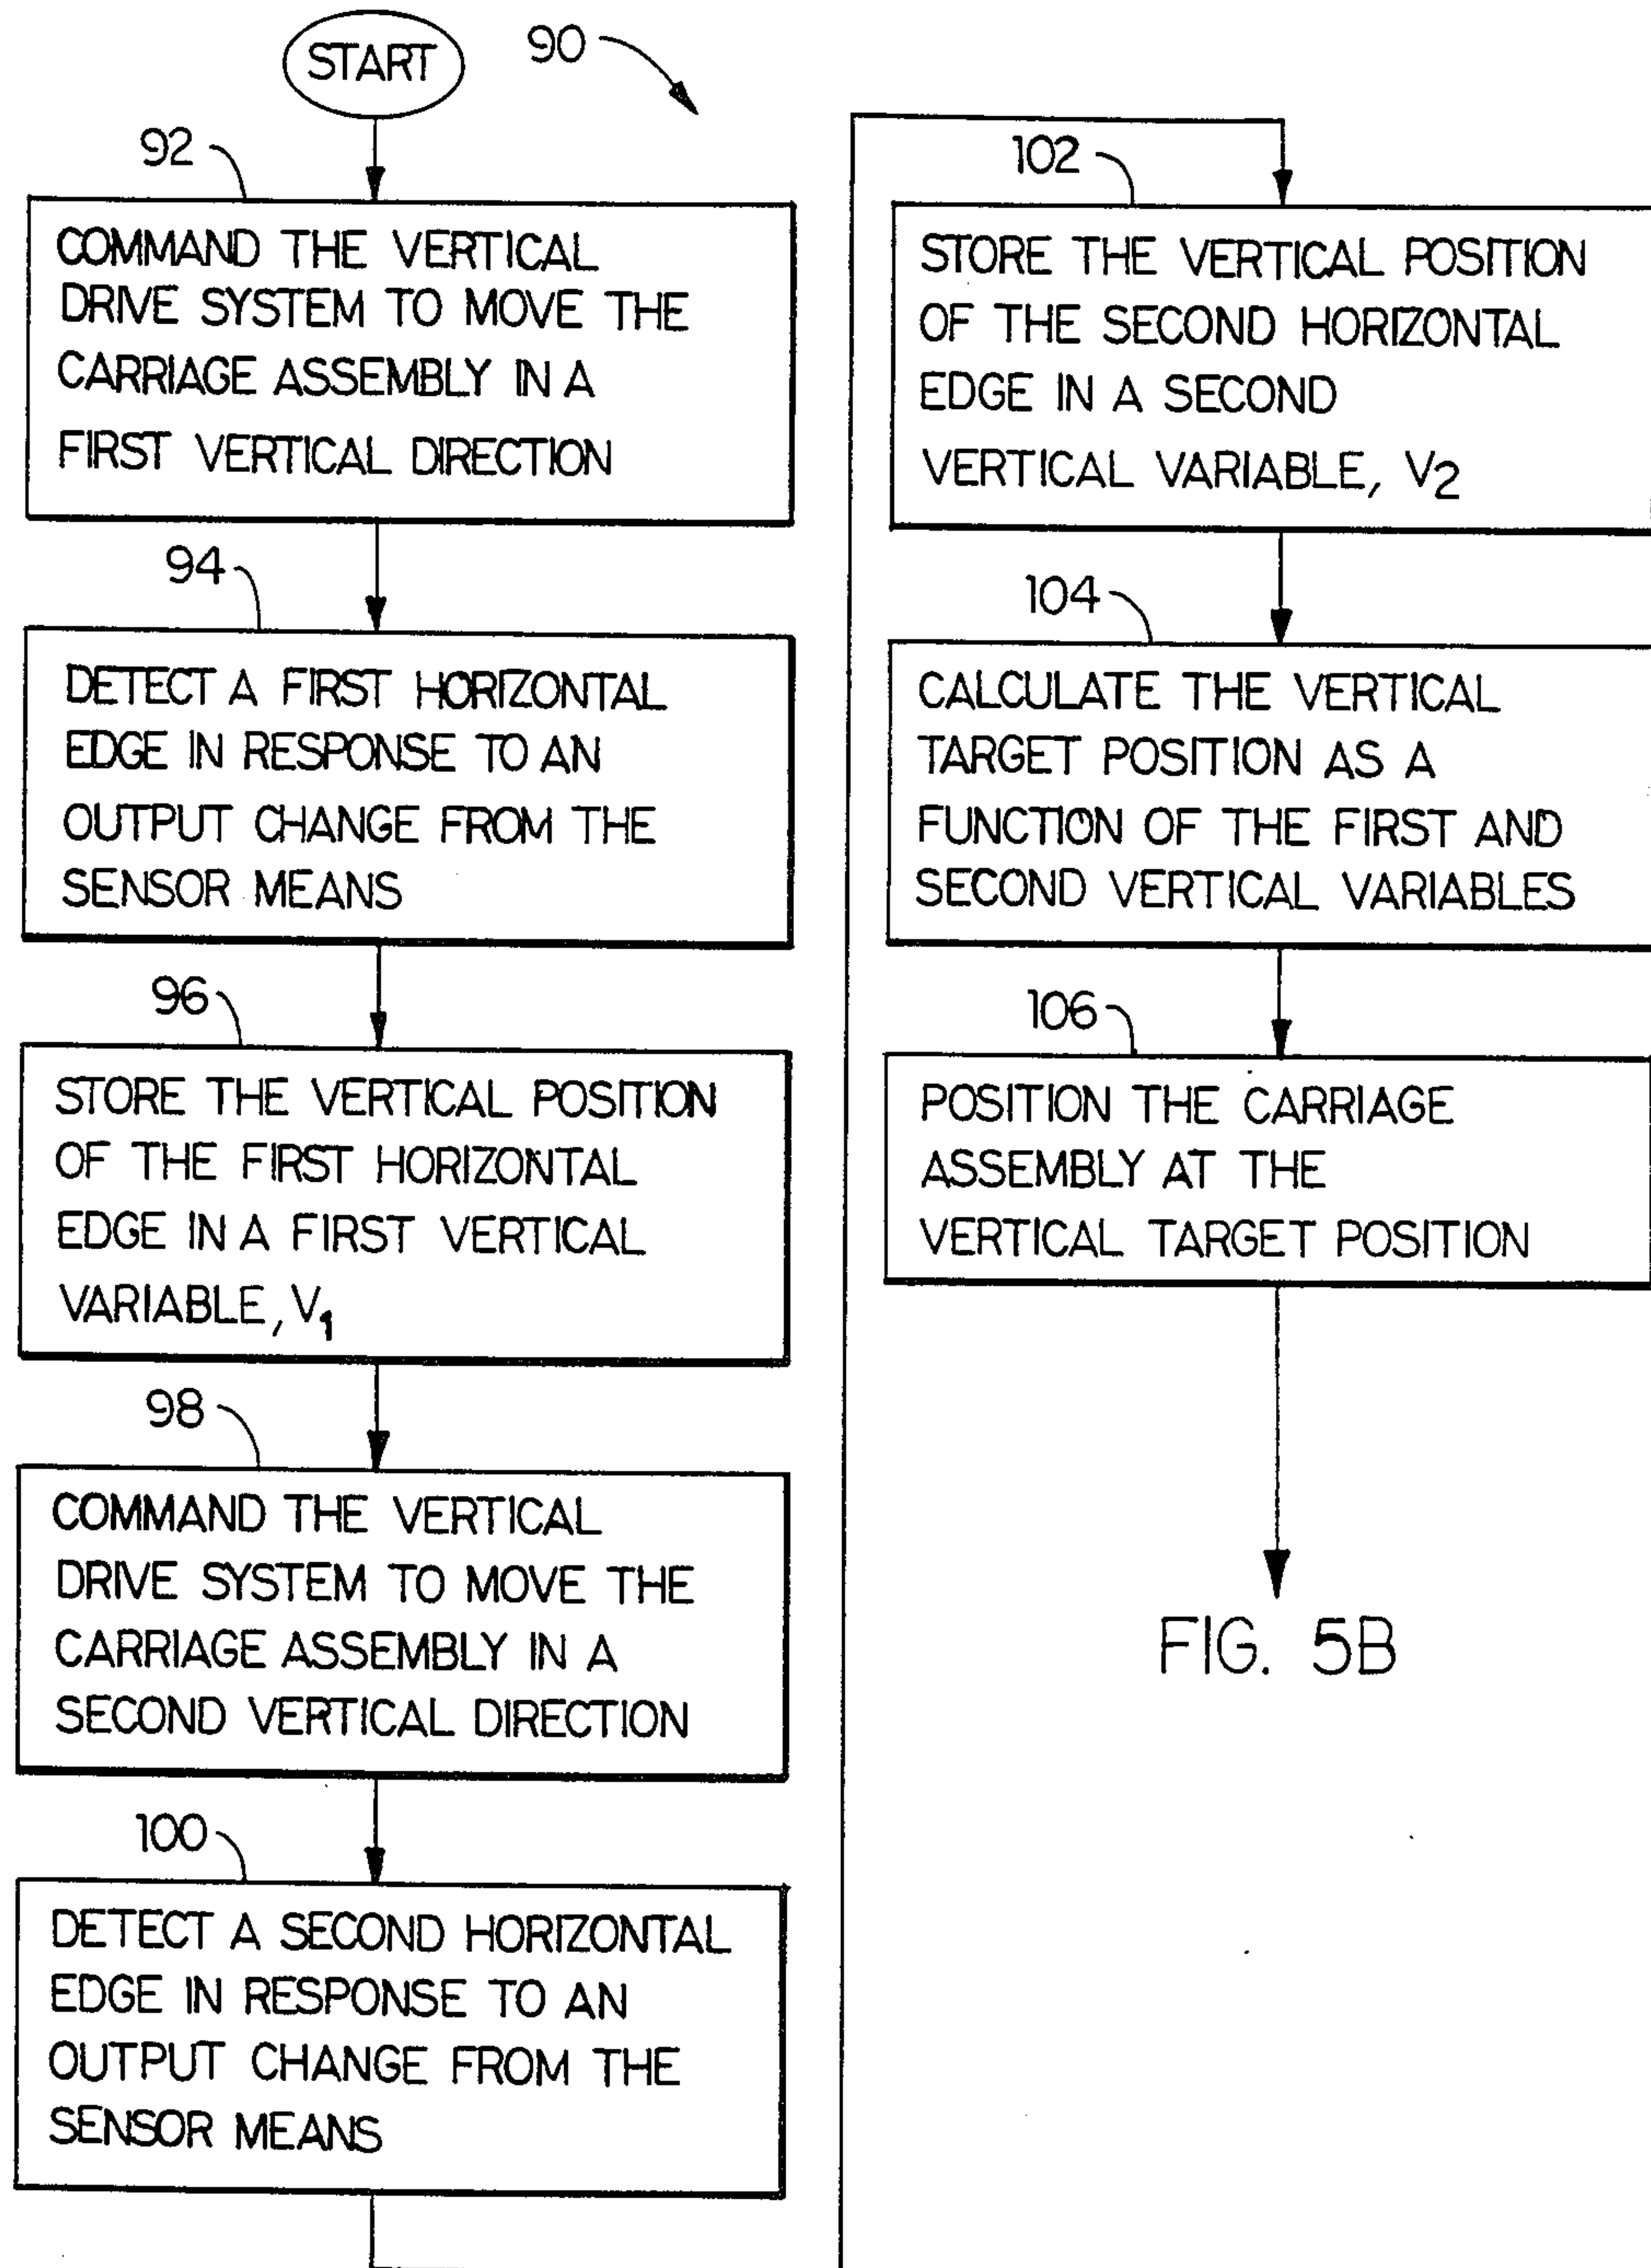 START
90
92
COMMAND THE VERTICAL
DRIVE SYSTEM TO MOVE THE
CARRIAGE ASSEMBLY IN A
FIRST VERTICAL DIRECTION
94
DETECT A FIRST HORIZONTAL
EDGE IN RESPONSE TO AN
OUTPUT CHANGE FROM THE
SENSOR MEANS
96
STORE THE VERTICAL POSITION
OF THE FIRST HORIZONTAL
EDGE IN A FIRST VERTICAL
VARIABLE, V₁
98
COMMAND THE VERTICAL
DRIVE SYSTEM TO MOVE THE
CARRIAGE ASSEMBLY IN A
SECOND VERTICAL DIRECTION
100
DETECT A SECOND HORIZONTAL
EDGE IN RESPONSE TO AN
OUTPUT CHANGE FROM THE
SENSOR MEANS
102
STORE THE VERTICAL POSITION
OF THE SECOND HORIZONTAL
EDGE IN A SECOND
VERTICAL VARIABLE, V₂
104
CALCULATE THE VERTICAL
TARGET POSITION AS A
FUNCTION OF THE FIRST AND
SECOND VERTICAL VARIABLES
106
POSITION THE CARRIAGE
ASSEMBLY AT THE
VERTICAL TARGET POSITION
FIG. 5B